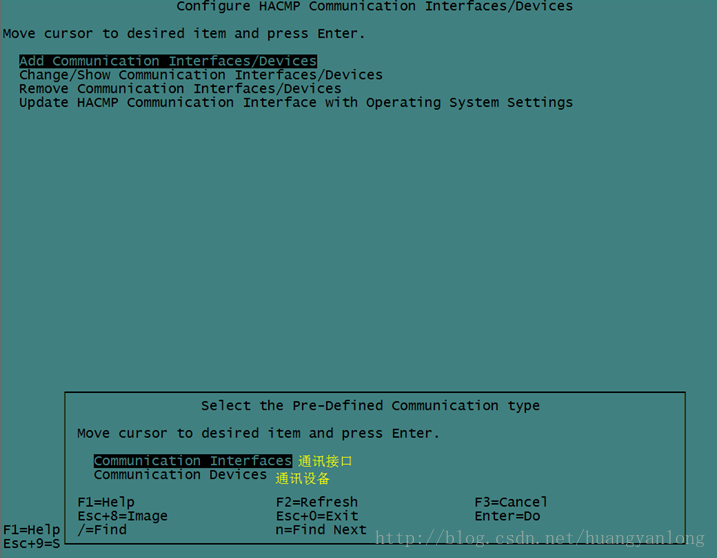 Configure HACMP Communication Interfaces/Devices
Move cursor to desired item and press Enter.
Add Communication Interfaces/Devices
Change/Show Communication Interfaces/Devices
Remove Communication Interfaces/Devices
Update HACMP Communication Interface with Operating System Settings
Select the Pre-Defined Communication type
Move cursor to desired item and press Enter.
Communication Interfaces 通讯接口
Communication Devices 通讯设备
F1=Help F2=Refresh F3=Cancel
Esc+8=Image Esc+0=Exit Enter=Do
F1=Help /=Find n=Find Next
Esc+9=S
http://blog.csdn.net/huangyanlong